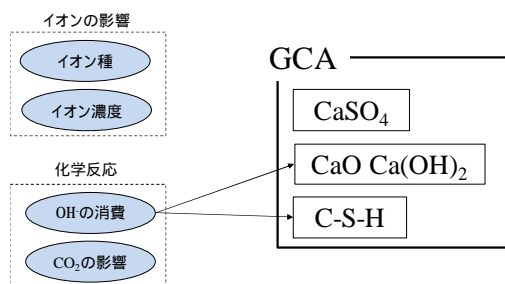 イオンの影響
イオン種
イオン濃度
化学反応
OH⁻の消費
CO₂の影響
GCA
CaSO₄
CaO Ca(OH)₂
C-S-H